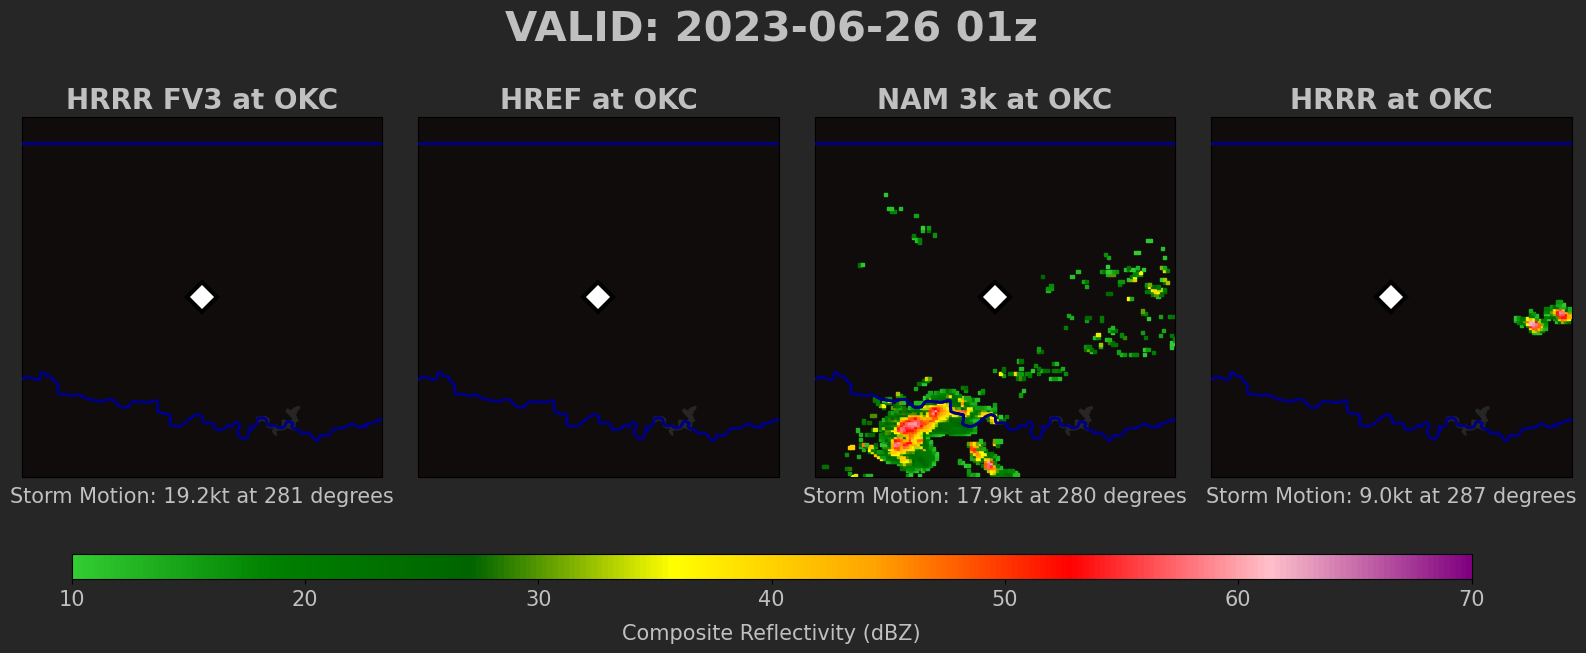 VALID: 2023-06-26 01z
HRRR FV3 at OKC
HREF at OKC
NAM 3k at OKC
HRRR at OKC
Storm Motion: 19.2kt at 281 degrees
Storm Motion: 17.9kt at 280 degrees
Storm Motion: 9.0kt at 287 degrees
10 20 30 40 50 60 70
Composite Reflectivity (dBZ)